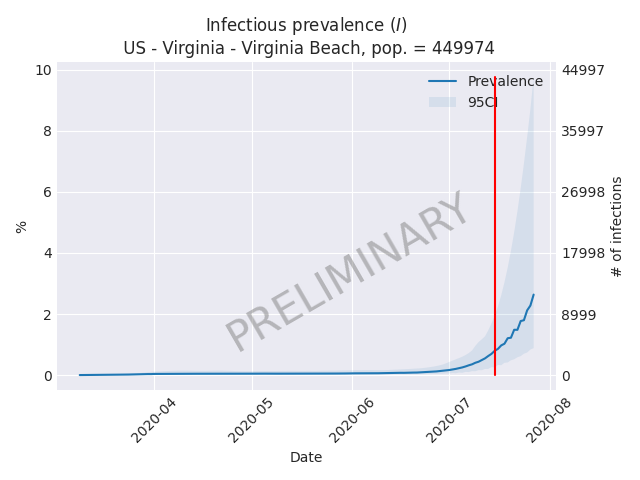 Infectious prevalence (I)
US - Virginia - Virginia Beach, pop. = 449974
Prevalence
95CI
10
8
6
4
2
0
%
44997
35997
26998
17998
8999
0
# of infections
PRELIMINARY
2020-04
2020-05
2020-06
2020-07
2020-08
Date